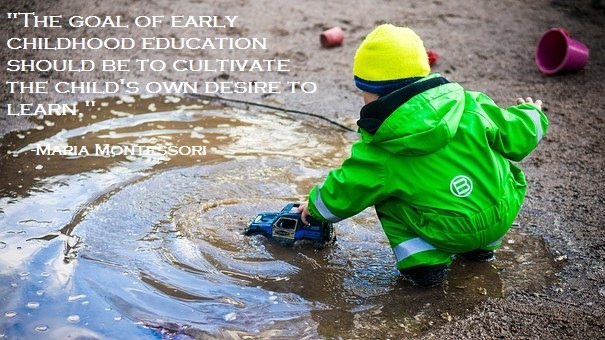 "The goal of early
childhood education
should be to cultivate
the child's own desire to
learn."
-Maria Montessori
B